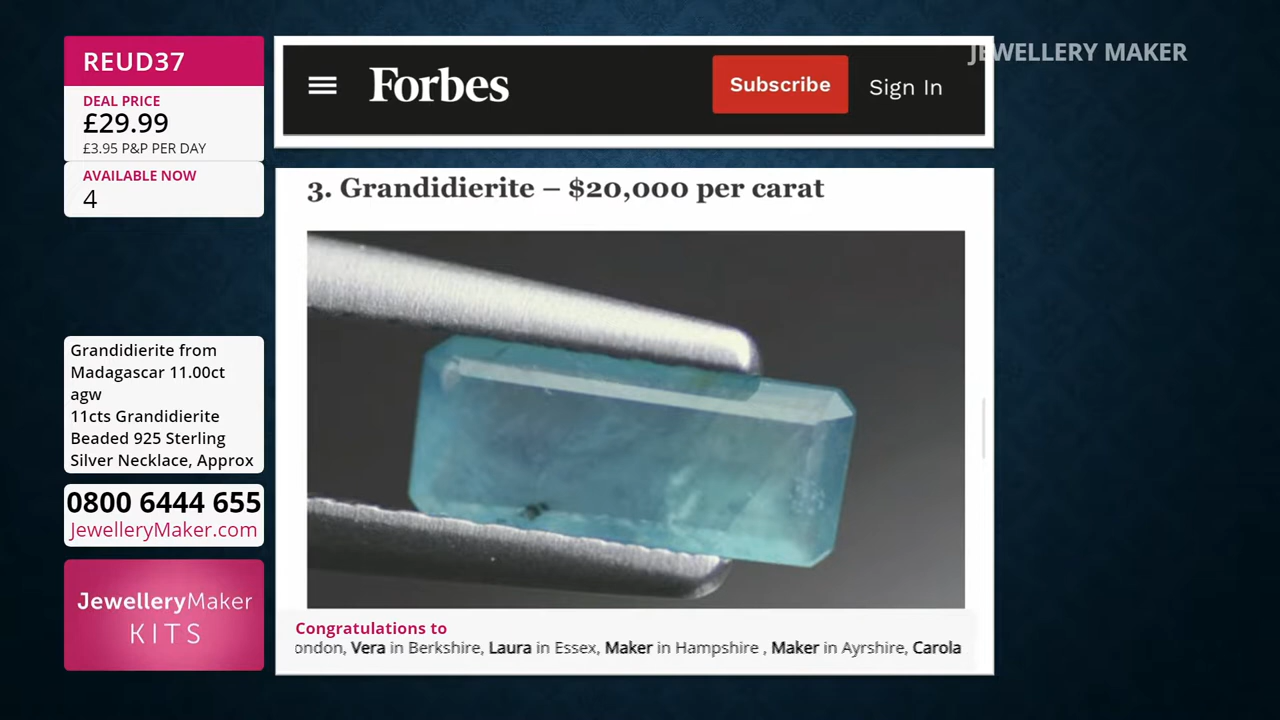 REUD37
DEAL PRICE
£29.99
£3.95 P&P PER DAY
AVAILABLE NOW
4
Grandidierite from
Madagascar 11.00ct
agw
11cts Grandidierite
Beaded 925 Sterling
Silver Necklace, Approx
0800 6444 655
JewelleryMaker.com
JewelleryMaker
KITS
Forbes
Subscribe
Sign In
JEWELLERY MAKER
3. Grandidierite – $20,000 per carat
Congratulations to
ondon, Vera in Berkshire, Laura in Essex, Maker in Hampshire , Maker in Ayrshire, Carola